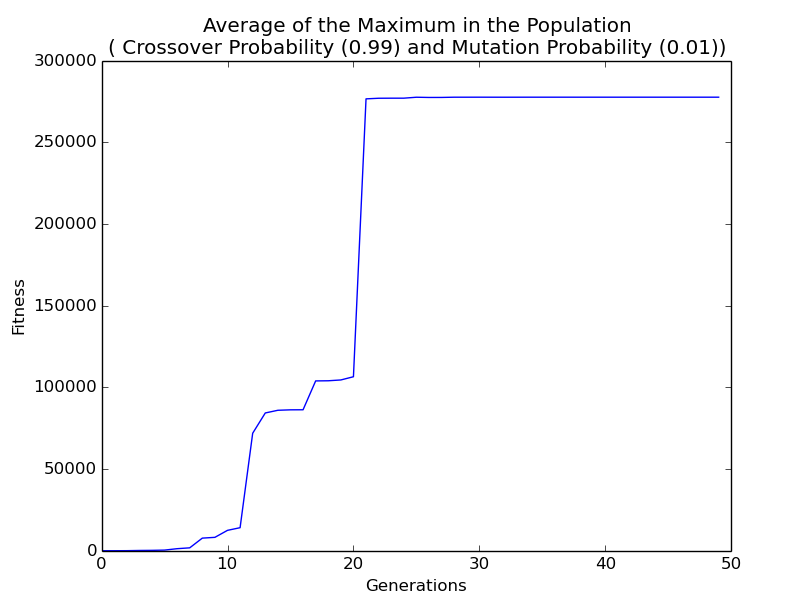 Average of the Maximum in the Population
( Crossover Probability (0.99) and Mutation Probability (0.01))
300000
250000
200000
150000
100000
50000
0
Fitness
0 10 20 30 40 50
Generations